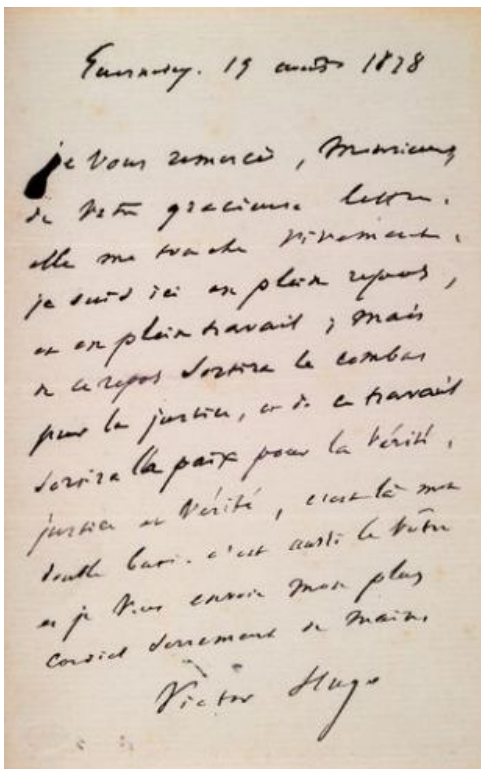 Guernesey. 19 août 1878
je vous remercie, Monsieur,
de votre gracieuse lettre.
elle me touche vivement.
je suis ici en plein repos,
et en plein travail ; mais
de ce repos sortira le combat
pour la justice, et de ce travail
sortira la paix pour la vérité.
justice et vérité, c'est là mon
double but. c'est aussi le vôtre
et je vous envoie mon plus
cordial serrement de main.
Victor Hugo